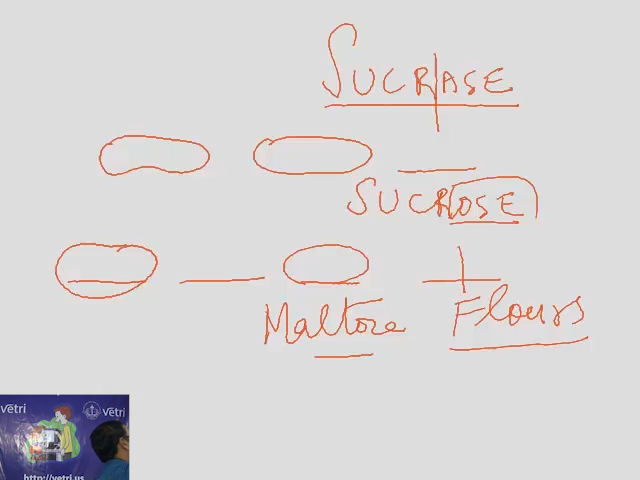 SUCRASE
SUCROSE
Maltose Flours
vetri
vetri
http://vetri.us